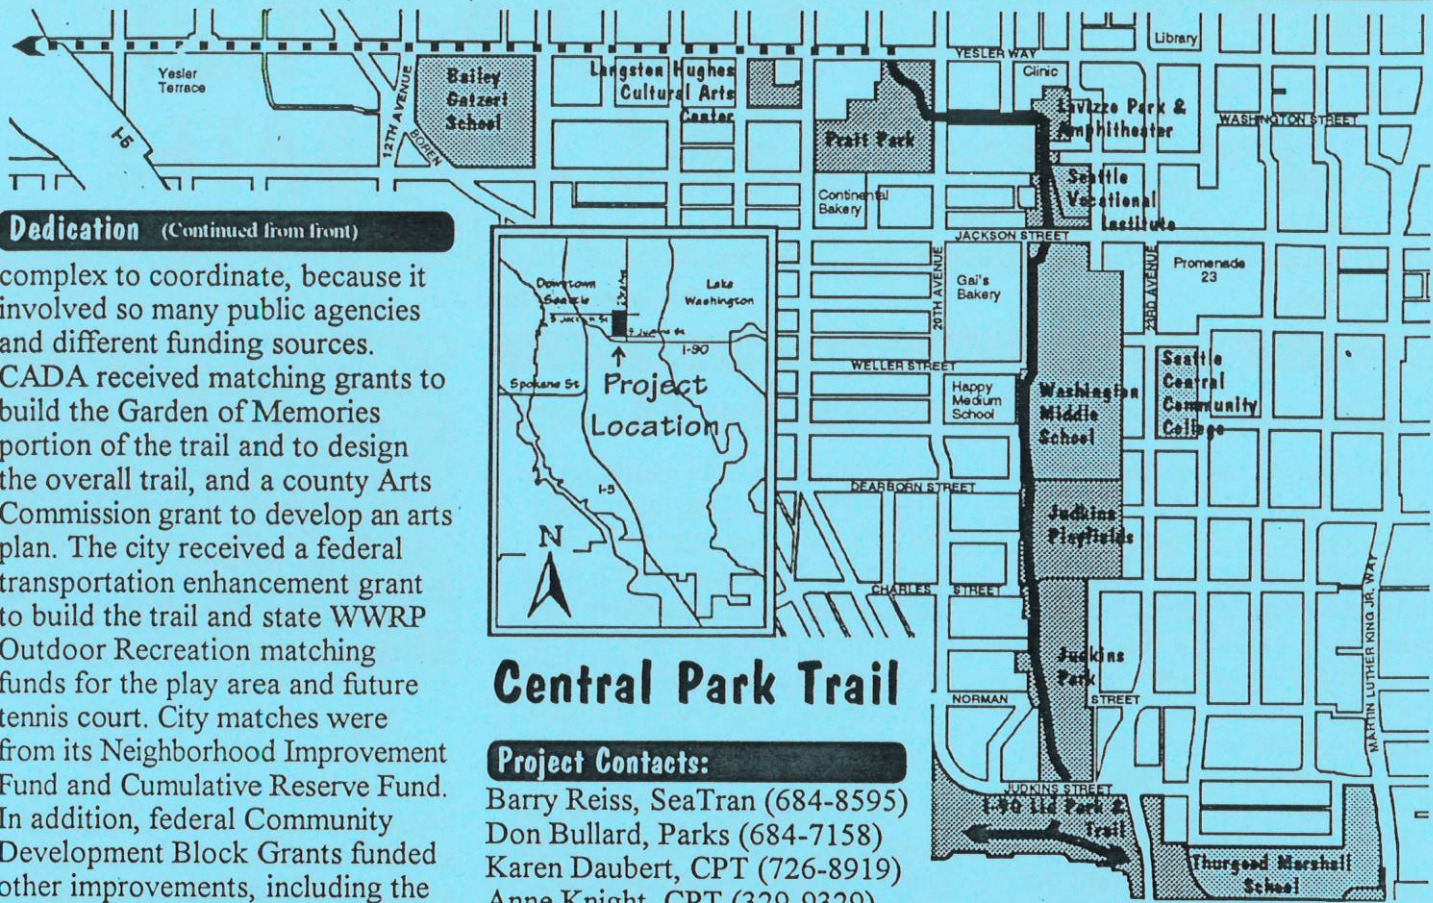 Yesler
Terrace
I-5
12TH AVENUE
BOREN
Bailey
Gatzert
School
Langston Hughes
Cultural Arts
Center
YESLER WAY
Library
Clinic
Lavizzo Park &
Amphitheater
WASHINGTON STREET
Pratt Park
Continental
Bakery
Seattle
Vocational
Institute
JACKSON STREET
20TH AVENUE
Gai's
Bakery
23RD AVENUE
Promenade
23
WELLER STREET
Happy
Medium
School
Washington
Middle
School
Seattle
Central
Community
College
DEARBORN STREET
Judkins
Playfields
CHARLES STREET
Judkins
Park
NORMAN STREET
MARTIN LUTHER KING JR. WAY
JUDKINS STREET
I-90 Lid Park &
Trail
Thurgood Marshall
School
Dedication (Continued from front)
complex to coordinate, because it
involved so many public agencies
and different funding sources.
CADA received matching grants to
build the Garden of Memories
portion of the trail and to design
the overall trail, and a county Arts
Commission grant to develop an arts
plan. The city received a federal
transportation enhancement grant
to build the trail and state WWRP
Outdoor Recreation matching
funds for the play area and future
tennis court. City matches were
from its Neighborhood Improvement
Fund and Cumulative Reserve Fund.
In addition, federal Community
Development Block Grants funded
other improvements, including the
Downtown
Seattle
Lake
Washington
I-90
Spokane St
Project
Location
I-5
N
Central Park Trail
Project Contacts:
Barry Reiss, SeaTran (684-8595)
Don Bullard, Parks (684-7158)
Karen Daubert, CPT (726-8919)
Anne Knight, CPT (329-9329)